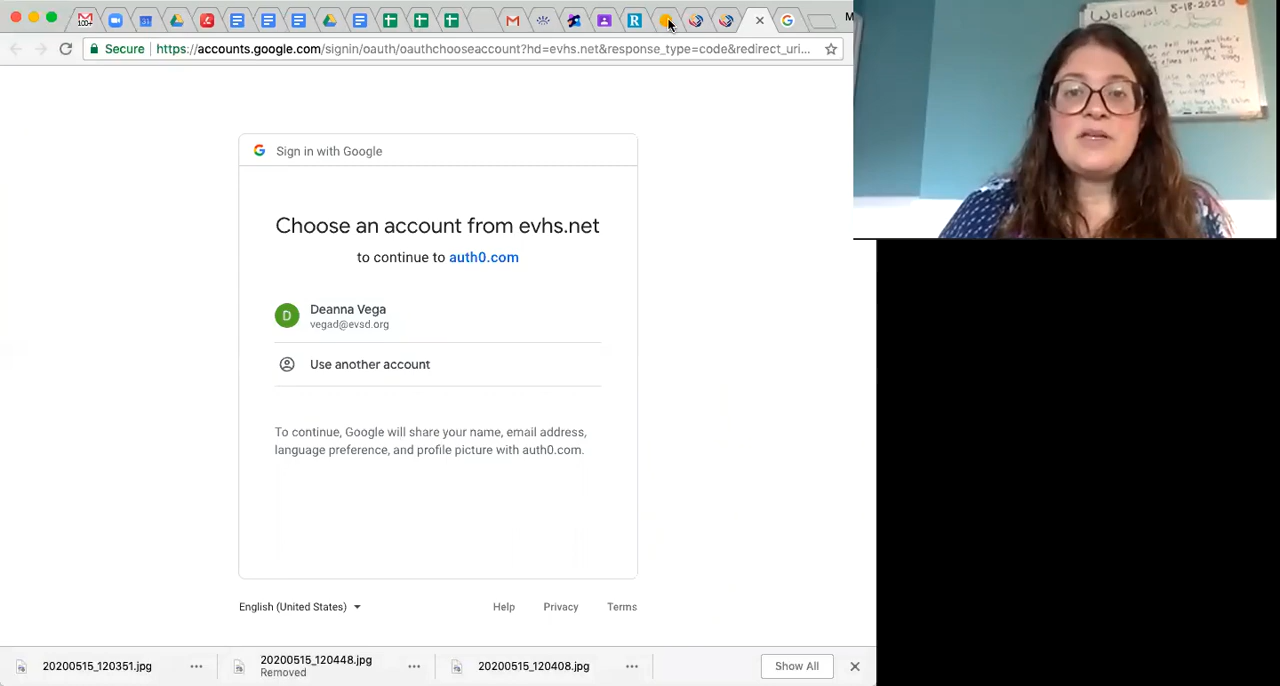 100+
31
R
M
Secure
https://accounts.google.com/signin/oauth/oauthchooseaccount?hd=evhs.net&response_type=code&redirect_uri...
Welcome! 5-18-2020
Sign in with Google
Choose an account from evhs.net
to continue to auth0.com
D
Deanna Vega
vegad@evsd.org
Use another account
To continue, Google will share your name, email address,
language preference, and profile picture with auth0.com.
English (United States)
Help
Privacy
Terms
20200515_120351.jpg
20200515_120448.jpg
Removed
20200515_120408.jpg
Show All